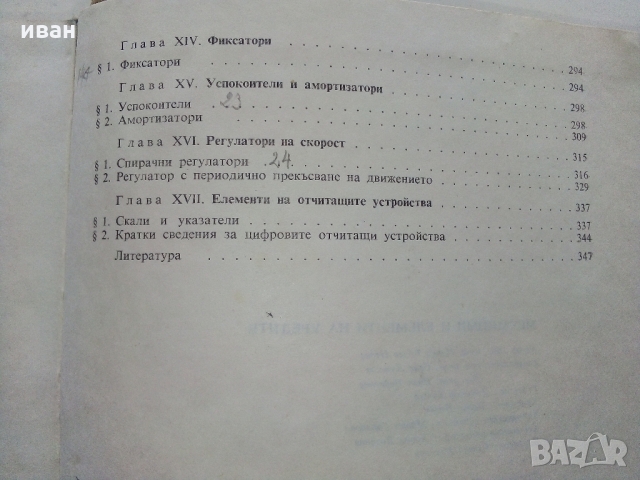 иван
Глава XIV. Фиксатори . . . . . . . . . . . . . . . . 294
§ 1. Фиксатори . . . . . . . . . . . . . . . . 294
Глава XV. Успокоители и амортизатори . . . . . . . . . . 298
§ 1. Успокоители . 23 . . . . . . . . . . . . . . 298
§ 2. Амортизатори . . . . . . . . . . . . . . . . 309
Глава XVI. Регулатори на скорост . . . . . . . . . . . . 315
§ 1. Спирачни регулатори . 24. . . . . . . . . . . . . 316
§ 2. Регулатор с периодично прекъсване на движението . . . . . . . . 329
Глава XVII. Елементи на отчитащите устройства . . . . . . . . 337
§ 1. Скали и указатели . . . . . . . . . . . . . . . . 337
§ 2. Кратки сведения за цифровите отчитащи устройства . . . . . . . . 344
Литература . . . . . . . . . . . . . . . . 347
BAZAR